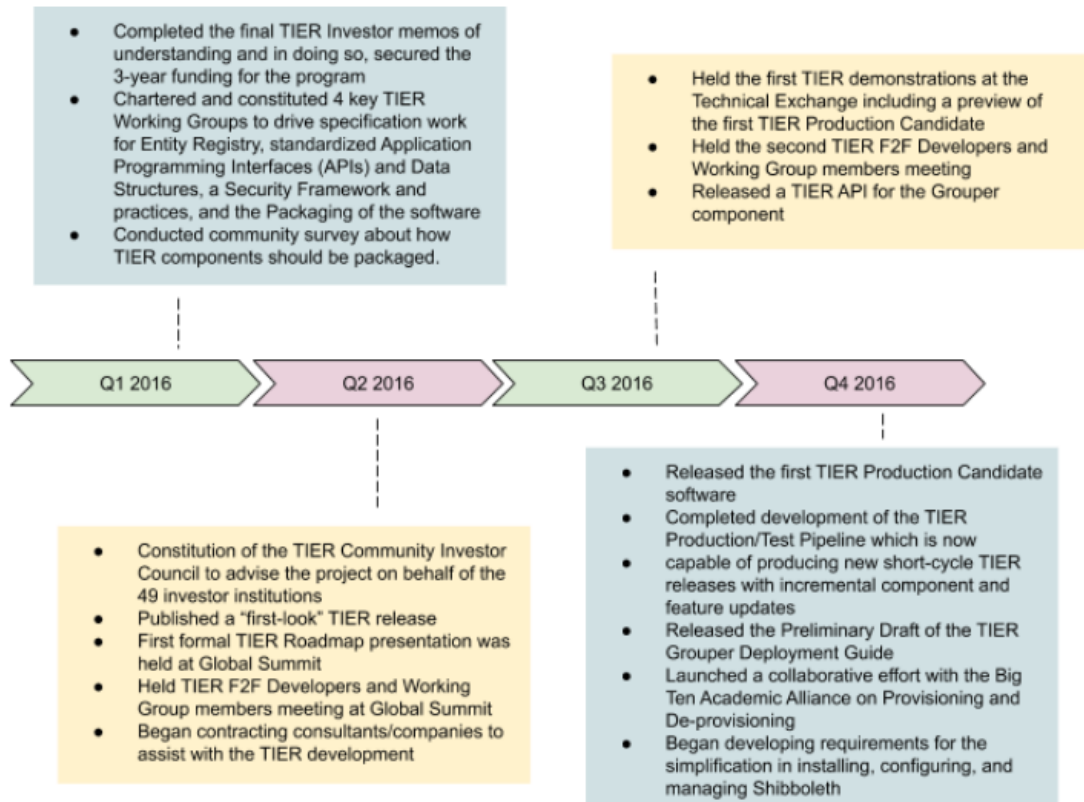 ● Completed the final TIER Investor memos of
understanding and in doing so, secured the
3-year funding for the program
● Chartered and constituted 4 key TIER
Working Groups to drive specification work
for Entity Registry, standardized Application
Programming Interfaces (APIs) and Data
Structures, a Security Framework and
practices, and the Packaging of the software
● Conducted community survey about how
TIER components should be packaged.
● Held the first TIER demonstrations at the
Technical Exchange including a preview of
the first TIER Production Candidate
● Held the second TIER F2F Developers and
Working Group members meeting
● Released a TIER API for the Grouper
component
Q1 2016
Q2 2016
Q3 2016
Q4 2016
● Constitution of the TIER Community Investor
Council to advise the project on behalf of the
49 investor institutions
● Published a “first-look” TIER release
● First formal TIER Roadmap presentation was
held at Global Summit
● Held TIER F2F Developers and Working
Group members meeting at Global Summit
● Began contracting consultants/companies to
assist with the TIER development
● Released the first TIER Production Candidate
software
● Completed development of the TIER
Production/Test Pipeline which is now
● capable of producing new short-cycle TIER
releases with incremental component and
feature updates
● Released the Preliminary Draft of the TIER
Grouper Deployment Guide
● Launched a collaborative effort with the Big
Ten Academic Alliance on Provisioning and
De-provisioning
● Began developing requirements for the
simplification in installing, configuring, and
managing Shibboleth